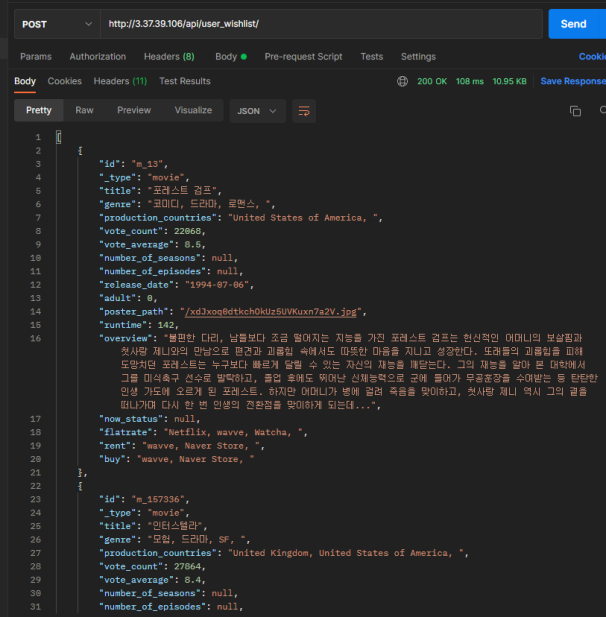 POST http://3.37.39.106/api/user_wishlist/ Send
Params Authorization Headers (8) Body Pre-request Script Tests Settings Cookie
Body Cookies Headers (11) Test Results 200 OK 108 ms 10.95 KB Save Response
Pretty Raw Preview Visualize JSON
1 [
2 {
3 "id": "m_13",
4 "_type": "movie",
5 "title": "포레스트 검프",
6 "genre": "코미디, 드라마, 로맨스, ",
7 "production_countries": "United States of America, ",
8 "vote_count": 22068,
9 "vote_average": 8.5,
10 "number_of_seasons": null,
11 "number_of_episodes": null,
12 "release_date": "1994-07-06",
13 "adult": 0,
14 "poster_path": "/xdJxoq0dtkchOkUz5UVKuxn7a2V.jpg",
15 "runtime": 142,
16 "overview": "불편한 다리, 남들보다 조금 떨어지는 지능을 가진 포레스트 검프는 헌신적인 어머니의 보살핌과
첫사랑 제니와의 만남으로 편견과 괴롭힘 속에서도 따뜻한 마음을 지니고 성장한다. 또래들의 괴롭힘을 피해
도망치던 포레스트는 누구보다 빠르게 달릴 수 있는 자신의 재능을 깨닫는다. 그의 재능을 알아 본 대학에서
그를 미식축구 선수로 발탁하고, 졸업 후에도 뛰어난 신체능력으로 군에 들어가 무공훈장을 수여받는 등 탄탄한
인생 가도에 오르게 된 포레스트. 하지만 어머니가 병에 걸려 죽음을 맞이하고, 첫사랑 제니 역시 그의 곁을
떠나가며 다시 한 번 인생의 전환점을 맞이하게 되는데...",
17 "now_status": null,
18 "flatrate": "Netflix, wavve, Watcha, ",
19 "rent": "wavve, Naver Store, ",
20 "buy": "wavve, Naver Store, "
21 },
22 {
23 "id": "m_157336",
24 "_type": "movie",
25 "title": "인터스텔라",
26 "genre": "모험, 드라마, SF, ",
27 "production_countries": "United Kingdom, United States of America, ",
28 "vote_count": 27864,
29 "vote_average": 8.4,
30 "number_of_seasons": null,
31 "number_of_episodes": null,